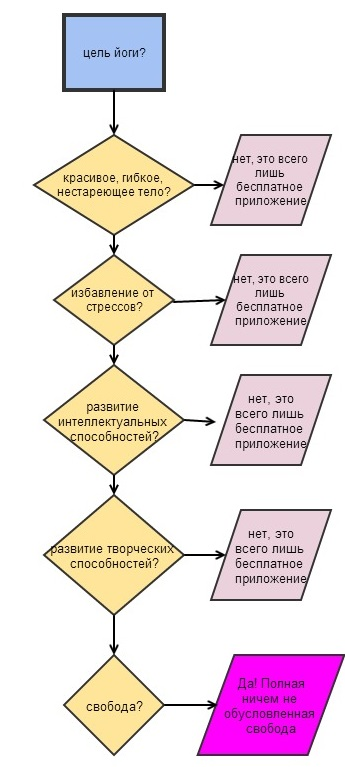 цель йоги?
красивое, гибкое,
нестареющее тело?
нет, это всего
лишь
бесплатное
приложение
избавление от
стрессов?
нет, это всего
лишь
бесплатное
приложение
развитие
интеллектуальных
способностей?
нет, это
всего лишь
бесплатное
приложение
развитие творческих
способностей?
нет, это
всего лишь
бесплатное
приложение
свобода?
Да! Полная
ничем не
обусловленная
свобода